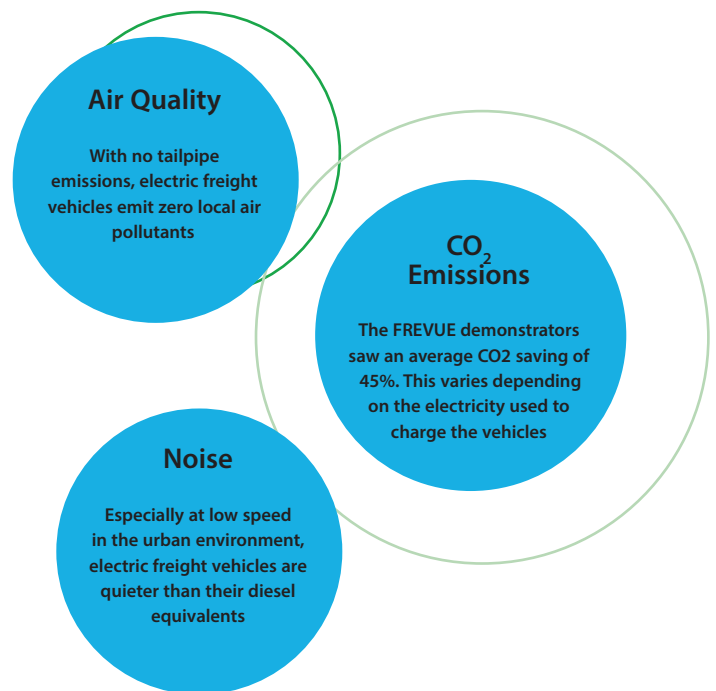 Air Quality
With no tailpipe
emissions, electric freight
vehicles emit zero local air
pollutants
CO₂
Emissions
The FREVUE demonstrators
saw an average CO2 saving of
45%. This varies depending
on the electricity used to
charge the vehicles
Noise
Especially at low speed
in the urban environment,
electric freight vehicles are
quieter than their diesel
equivalents